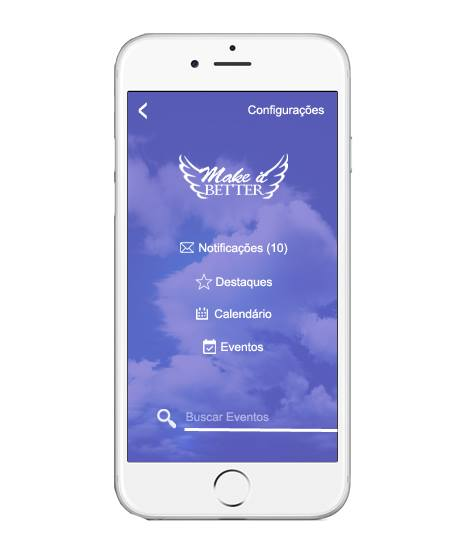 Configurações
Make it
BETTER
Notificações (10)
Destaques
Calendário
Eventos
Buscar Eventos